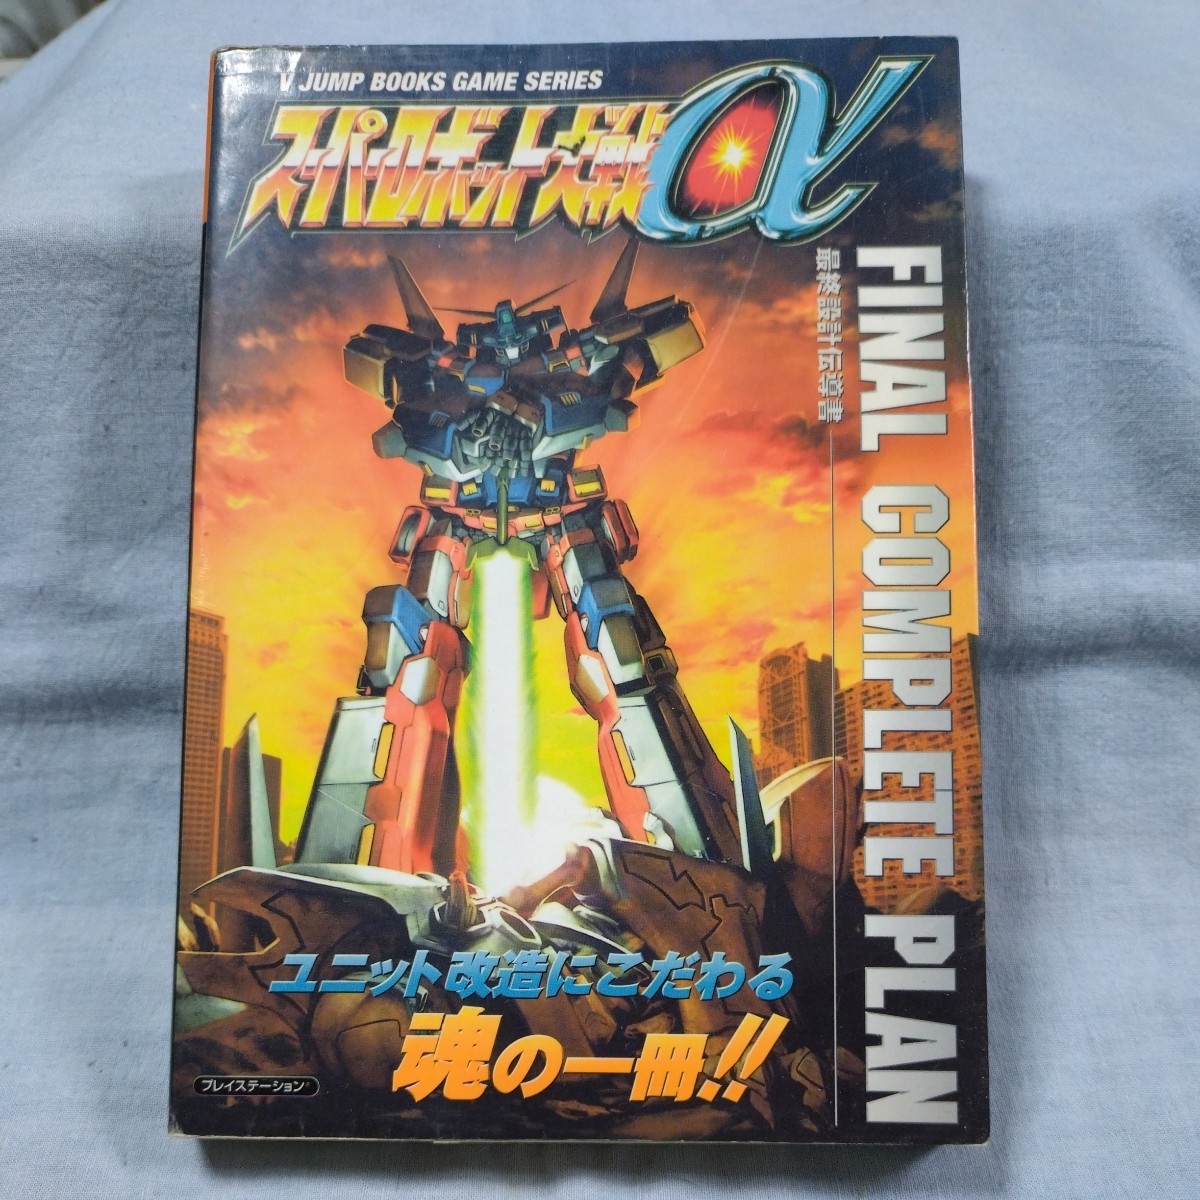 V JUMP BOOKS GAME SERIES
スーパーロボット大戦α
FINAL COMPLETE PLAN
最終設計伝導書
ユニット改造にこだわる
魂の一冊!!
プレイステーション®